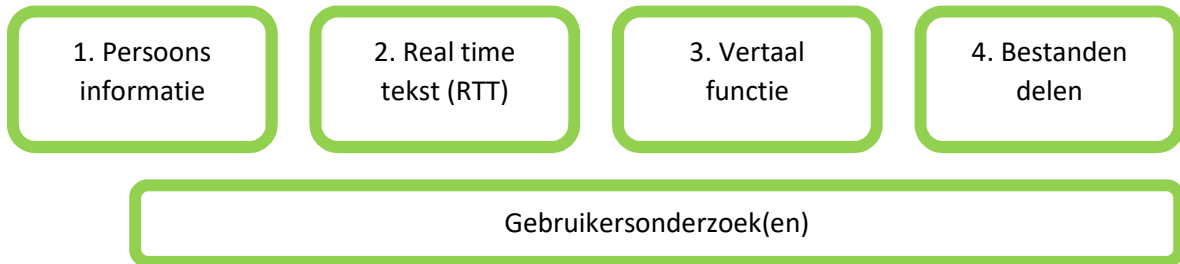 1. Persoons
informatie
2. Real time
tekst (RTT)
3. Vertaal
functie
4. Bestanden
delen
Gebruikersonderzoek(en)